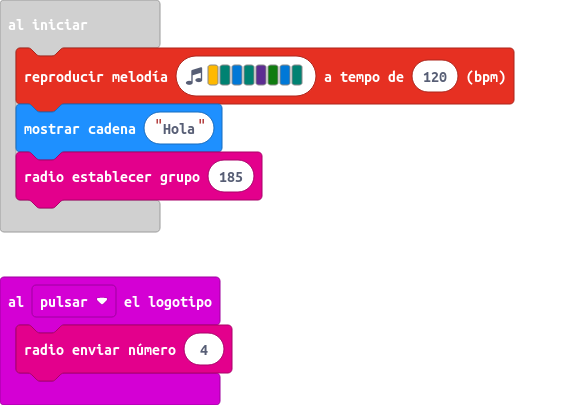 al iniciar
reproducir melodía a tempo de 120 (bpm)
mostrar cadena "Hola"
radio establecer grupo 185
al pulsar el logotipo
radio enviar número 4